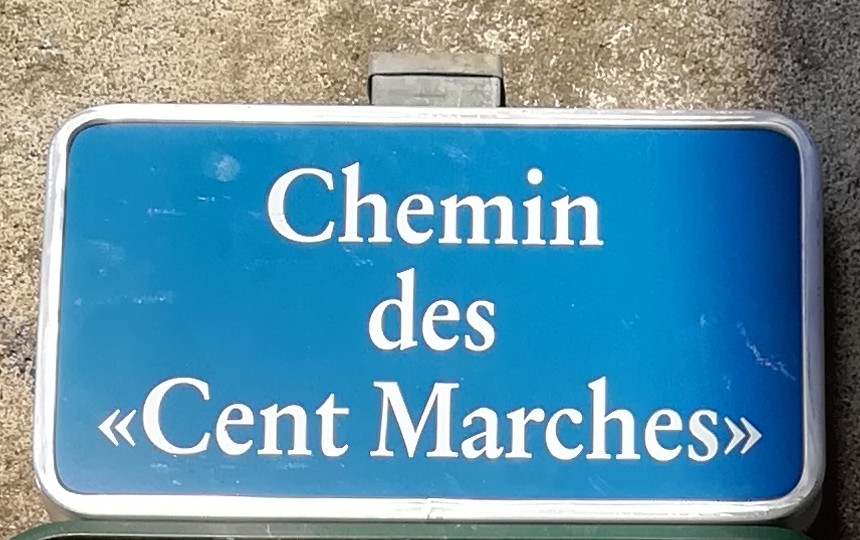 Chemin
des
«Cent Marches»